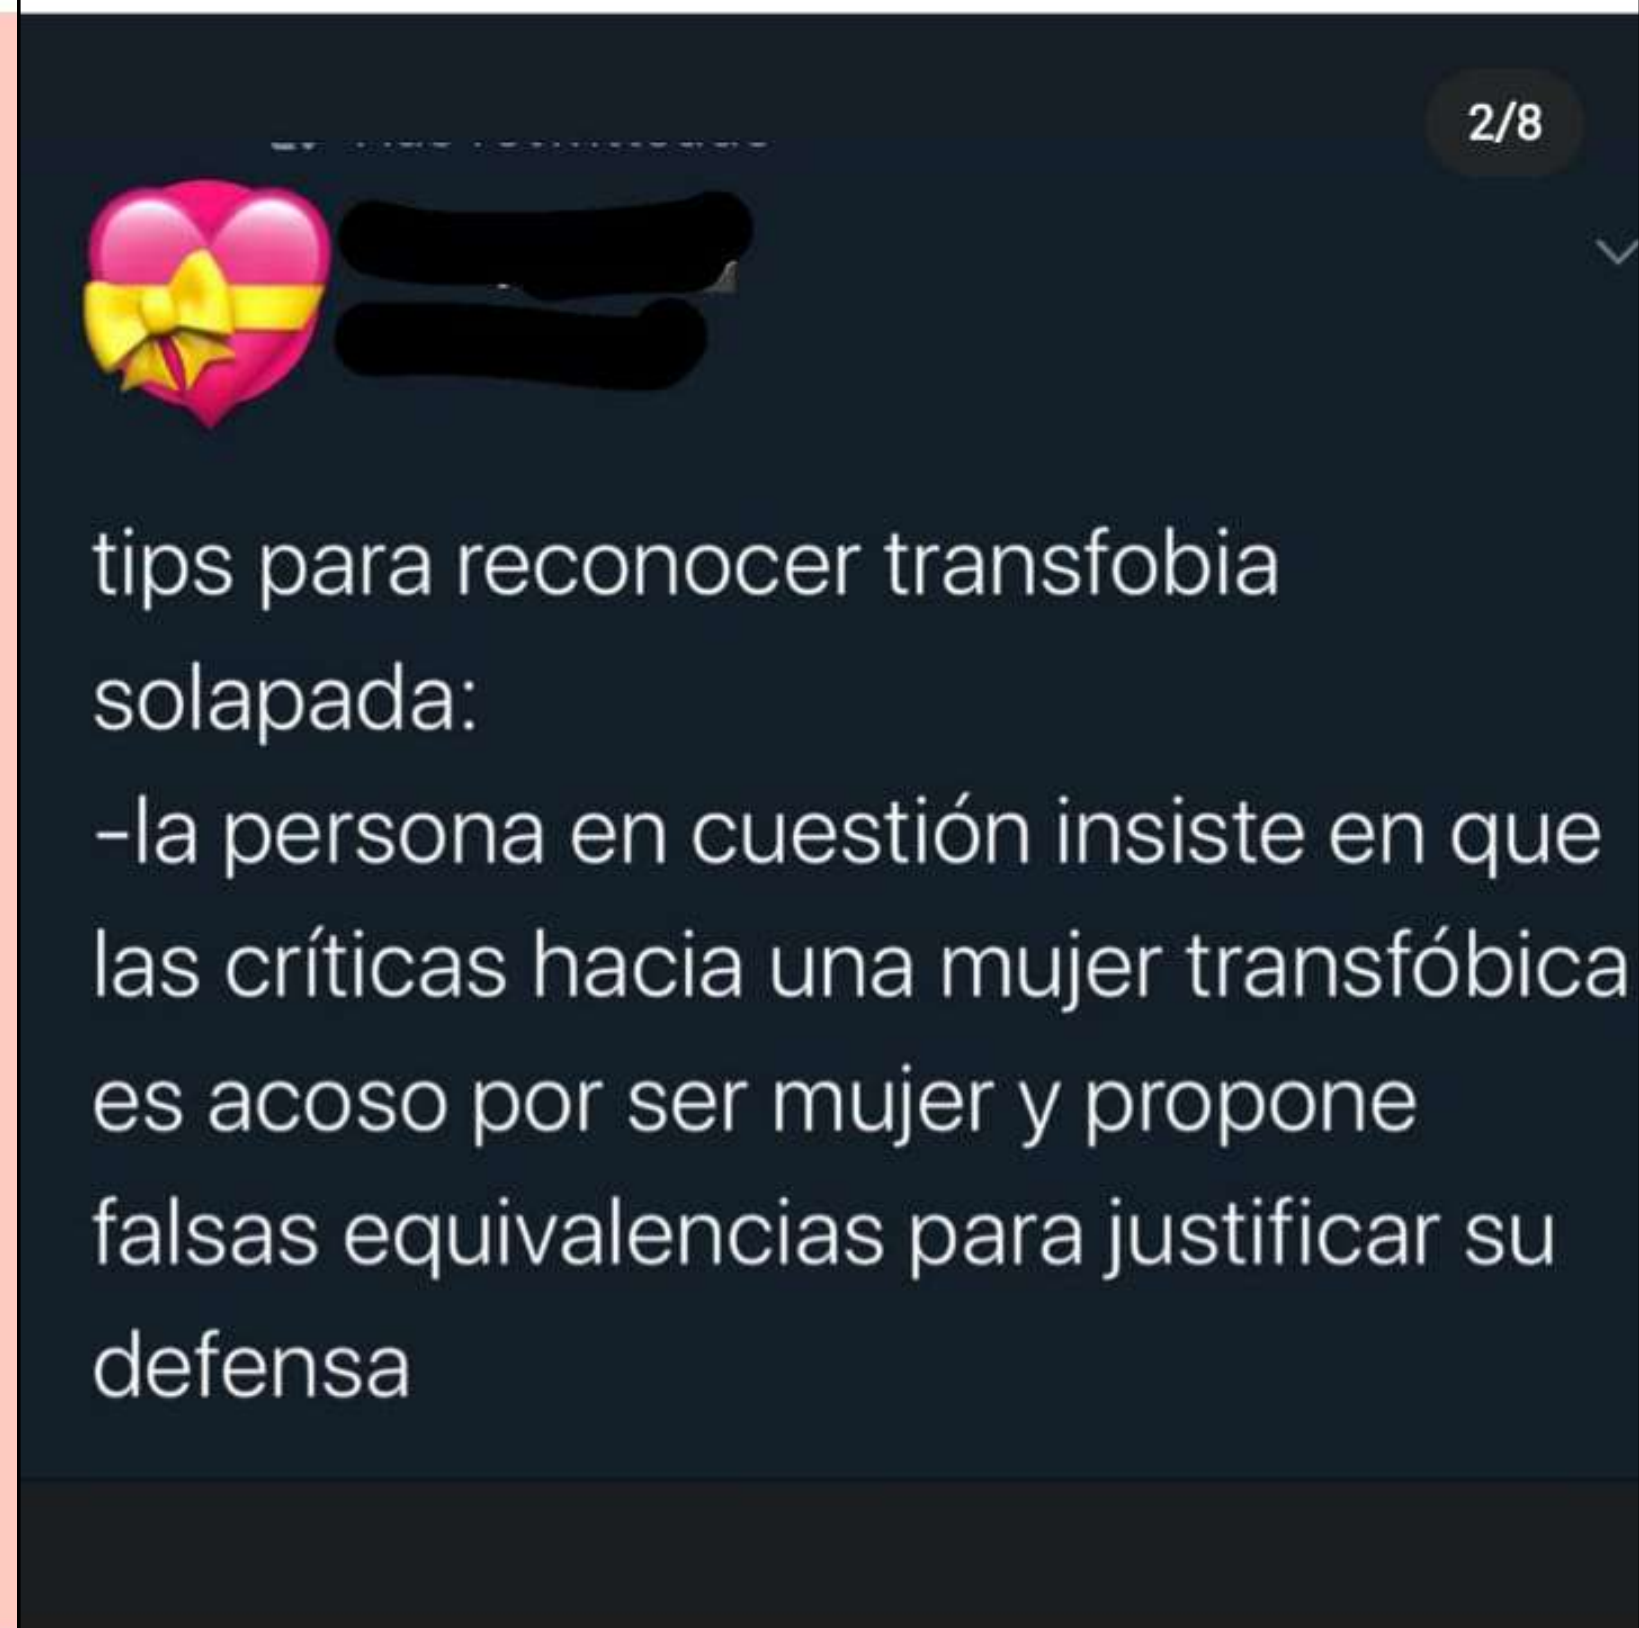 2/8
tips para reconocer transfobia
solapada:
-la persona en cuestión insiste en que
las críticas hacia una mujer transfóbica
es acoso por ser mujer y propone
falsas equivalencias para justificar su
defensa